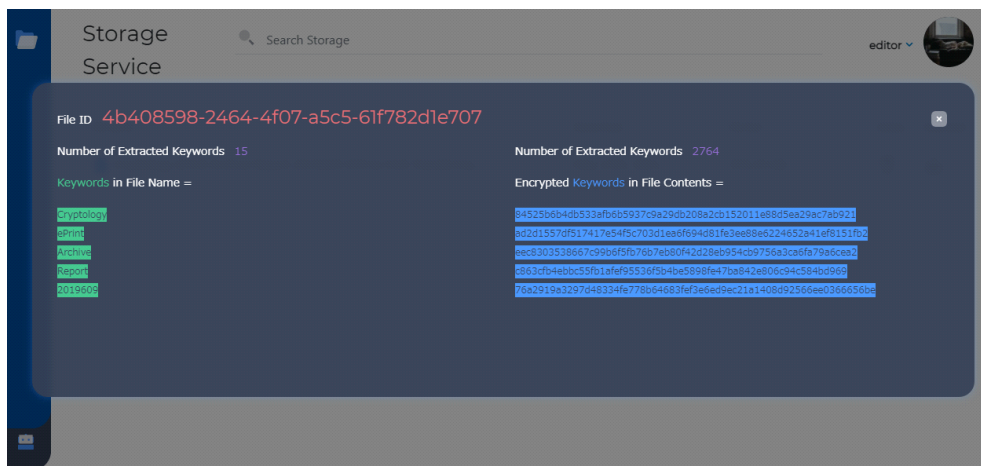 Storage
Service
Search Storage
editor
File ID 4b408598-2464-4f07-a5c5-61f782d1e707
Number of Extracted Keywords 15
Keywords in File Name =
Cryptology
ePrint
Archive
Report
2019609
Number of Extracted Keywords 2764
Encrypted Keywords in File Contents =
84525b6b4db533afb6b5937c9a29db208a2cb152011e88d5ea29ac7ab921
ad2d1557df517417e54f5c703d1ea6f694d81fe3ee88e6224652a41ef8151fb2
eec8303538667c99b6f5fb76b7eb80f42d28eb954cb9756a3ca6fa79a6cea2
c863cfb4ebbc55fb1afef95536f5b4be5898fe47ba842e806c94c584bd969
76a2919a3297d48334fe778b64683fef3e6ed9ec21a1408d92566ee0366656be